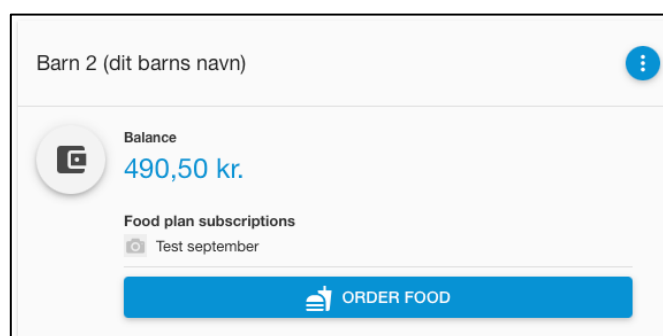 Barn 2 (dit barns navn)
Balance
490,50 kr.
Food plan subscriptions
Test september
ORDER FOOD